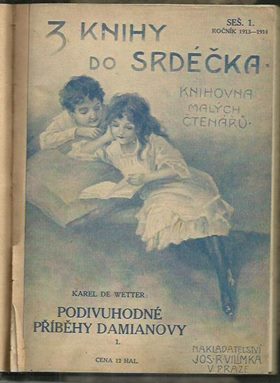 SEŠ. 1.
ROČNÍK 1913-1914
Z KNIHY
DO SRDÉČKA·
KNIHOVNA
MALÝCH
ČTENÁŘŮ·
KAREL DE WETTER:
PODIVUHODNÉ
PŘÍBĚHY DAMIANOVY
1.
CENA 12 HAL.
NAKLADATELSTVÍ
JOS·R·VILÍMKA
V PRAZE